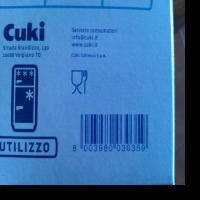 Cuki
Strada Brandizzo, 130
10088 Volpiano TO
Servizio consumatori
info@cuki.it
www.cuki.it
Cuki Cofresco S.p.A.
UTILIZZO
8 003980 030359